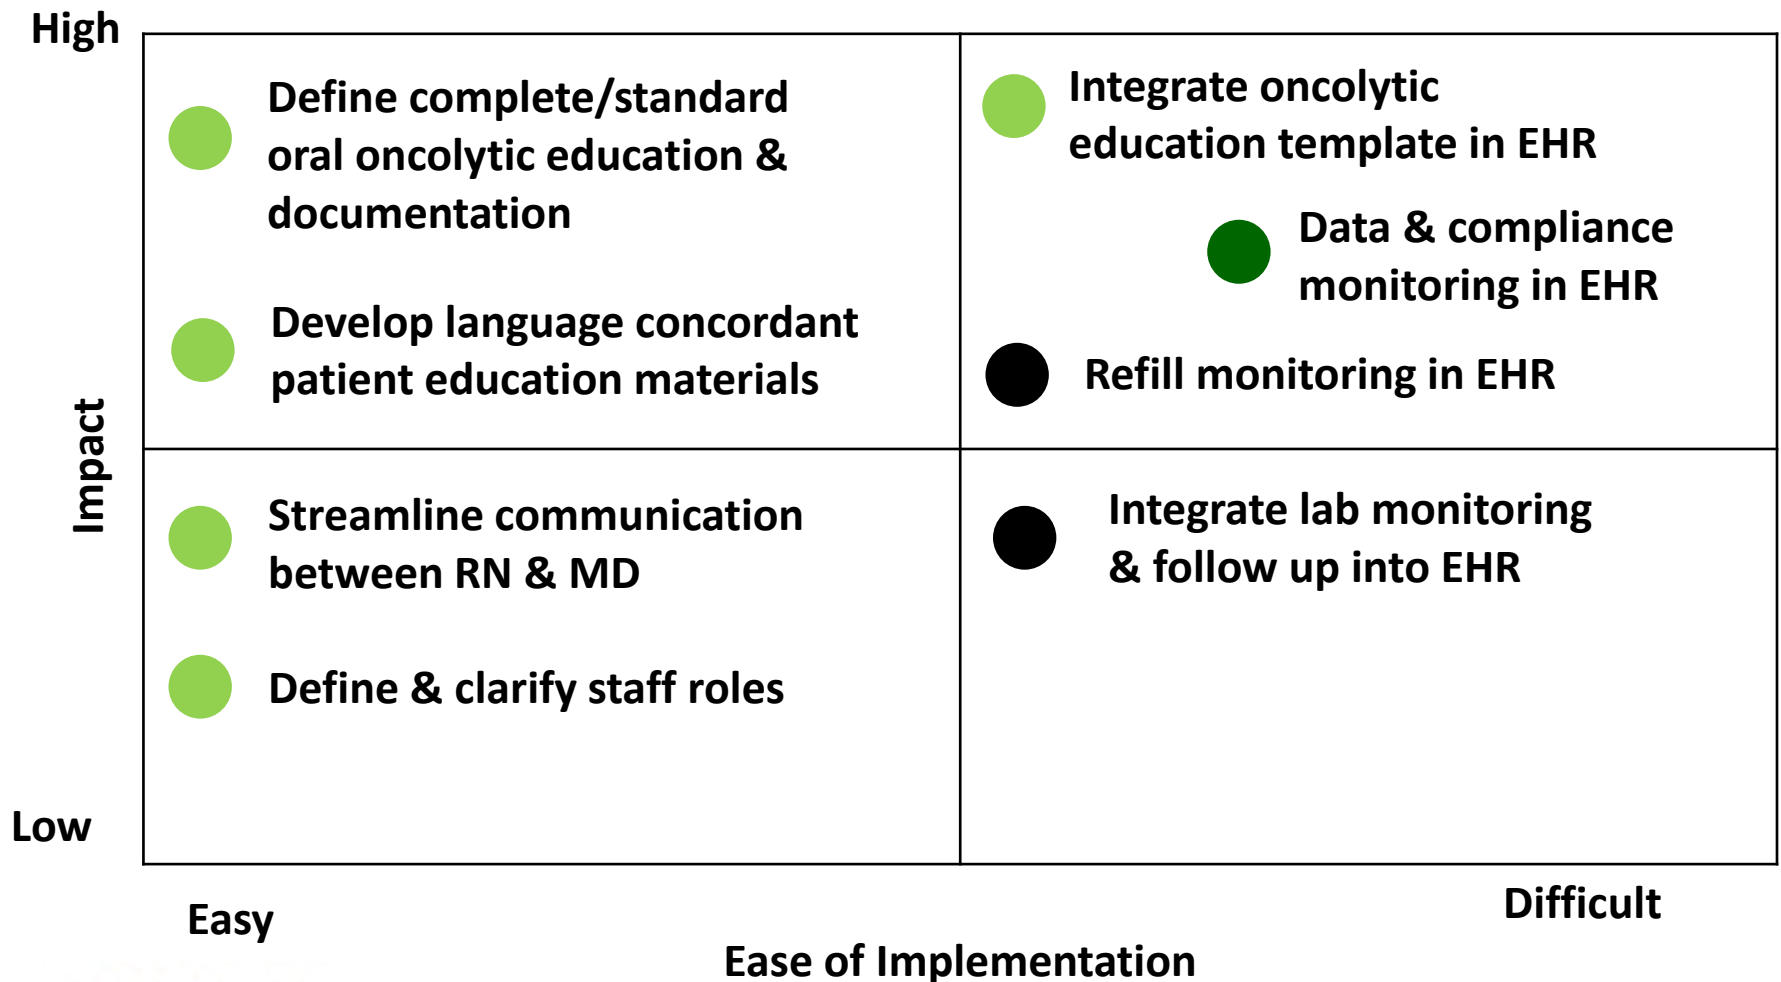 High
Define complete/standard
oral oncolytic education &
documentation
Integrate oncolytic
education template in EHR
Data & compliance
monitoring in EHR
Develop language concordant
patient education materials
Refill monitoring in EHR
Impact
Streamline communication
between RN & MD
Integrate lab monitoring
& follow up into EHR
Define & clarify staff roles
Low
Easy
Difficult
Ease of Implementation